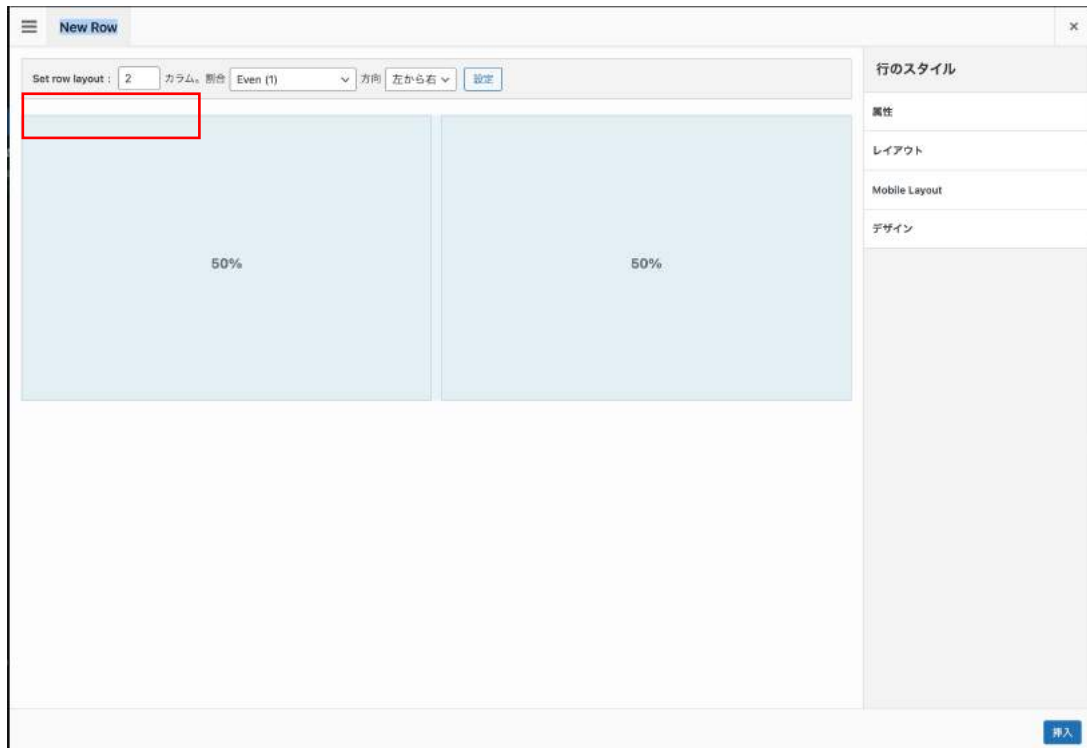 New Row
×
Set row layout : 2 カラム。割合 Even (1) 方向 左から右 設定
行のスタイル
属性
レイアウト
Mobile Layout
デザイン
50% 50%
挿入